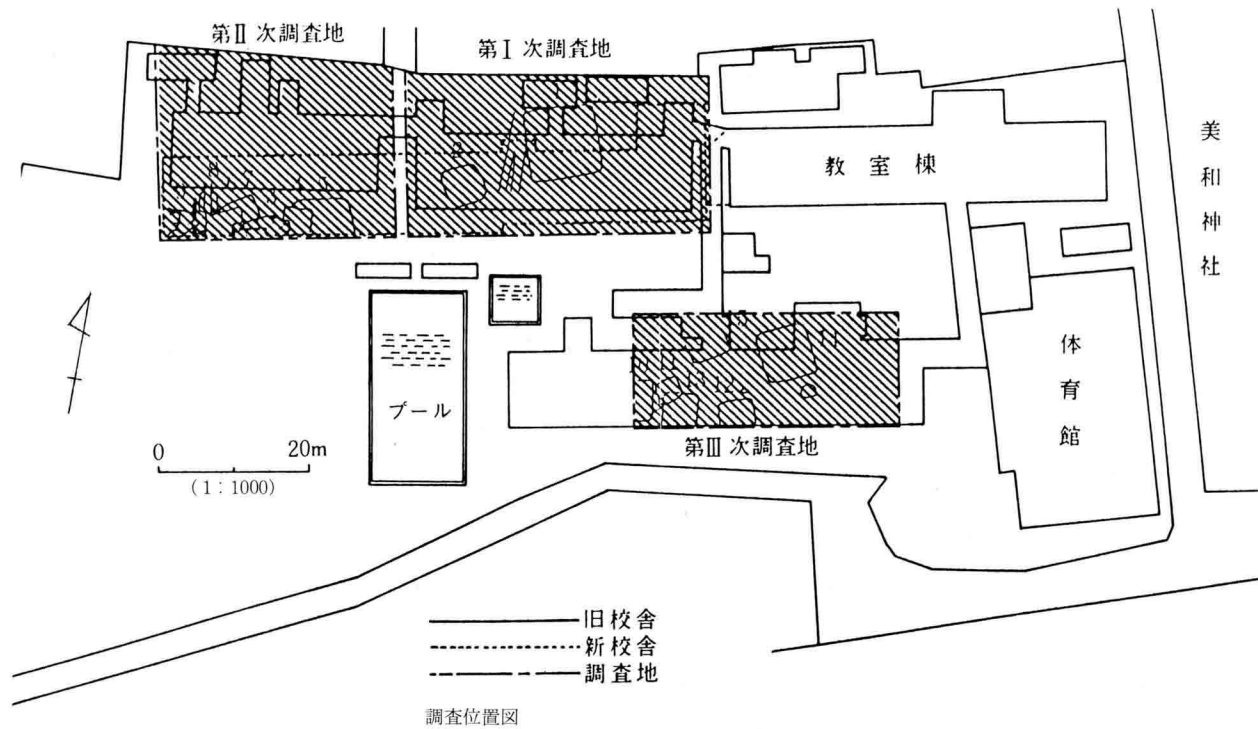 第Ⅱ次調査地
第Ⅰ次調査地
教室棟
美和神社
体育館
プール
第Ⅲ次調査地
0 20m
(1:1000)
旧校舎
新校舎
調査地
調査位置図